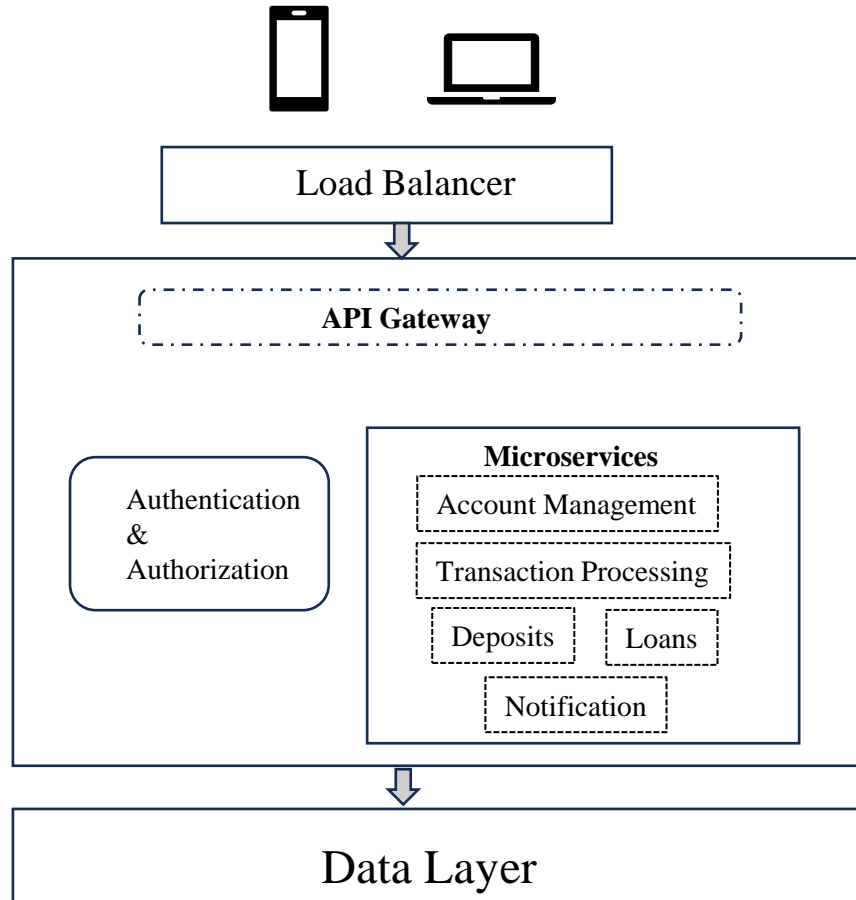 Load Balancer
API Gateway
Authentication
&
Authorization
Microservices
Account Management
Transaction Processing
Deposits
Loans
Notification
Data Layer